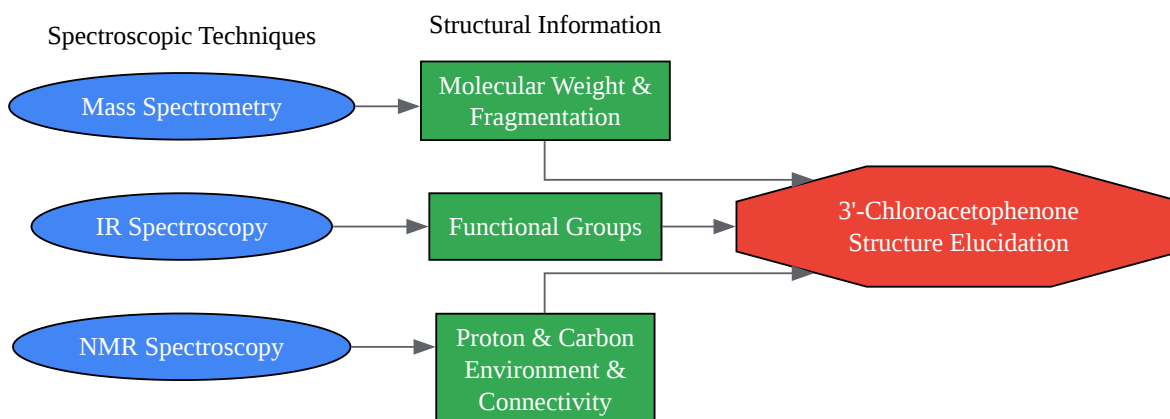 Spectroscopic Techniques
Structural Information
Mass Spectrometry
Molecular Weight &
Fragmentation
IR Spectroscopy
Functional Groups
3'-Chloroacetophenone
Structure Elucidation
NMR Spectroscopy
Proton & Carbon
Environment &
Connectivity